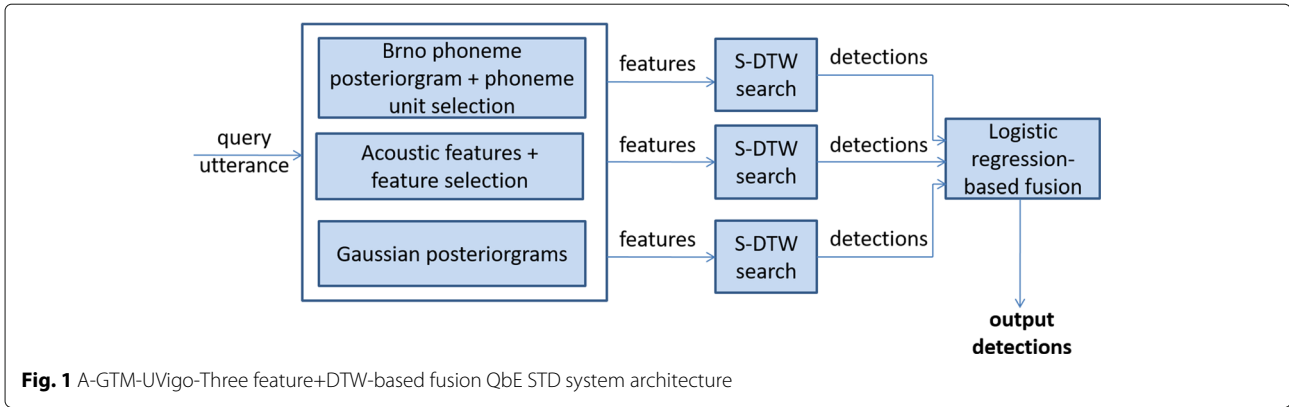 query
utterance
Brno phoneme
posteriorgram + phoneme
unit selection
features
S-DTW
search
detections
Acoustic features +
feature selection
features
S-DTW
search
detections
Gaussian posteriorgrams
features
S-DTW
search
detections
Logistic
regression-
based fusion
output
detections
Fig. 1 A-GTM-UVigo-Three feature+DTW-based fusion QbE STD system architecture